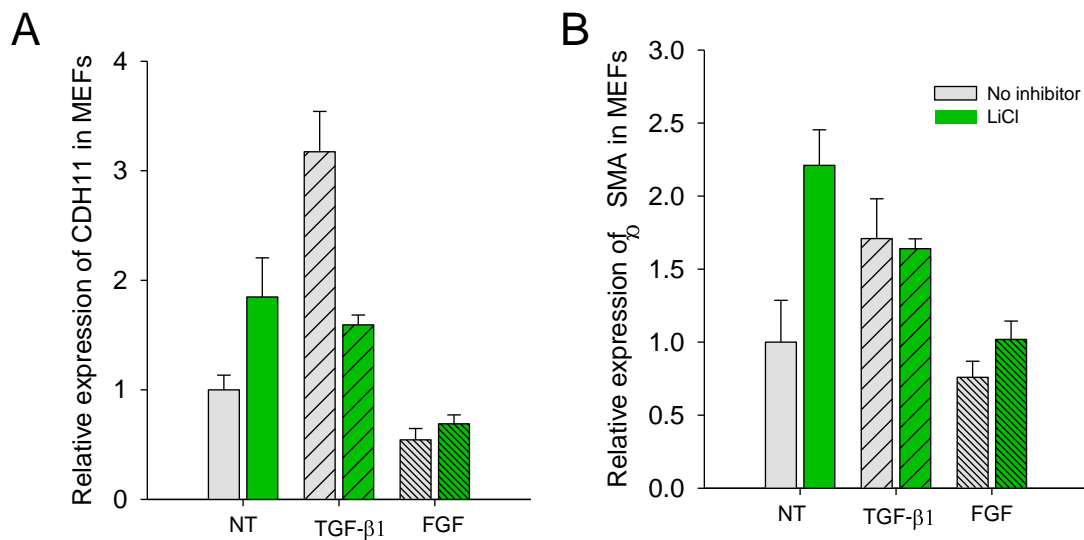 A
Relative expression of CDH11 in MEFs
4
3
2
1
0
NT
TGF-β1
FGF
B
Relative expression of α SMA in MEFs
3.0
2.5
2.0
1.5
1.0
0.5
0.0
No inhibitor
LiCl
NT
TGF-β1
FGF